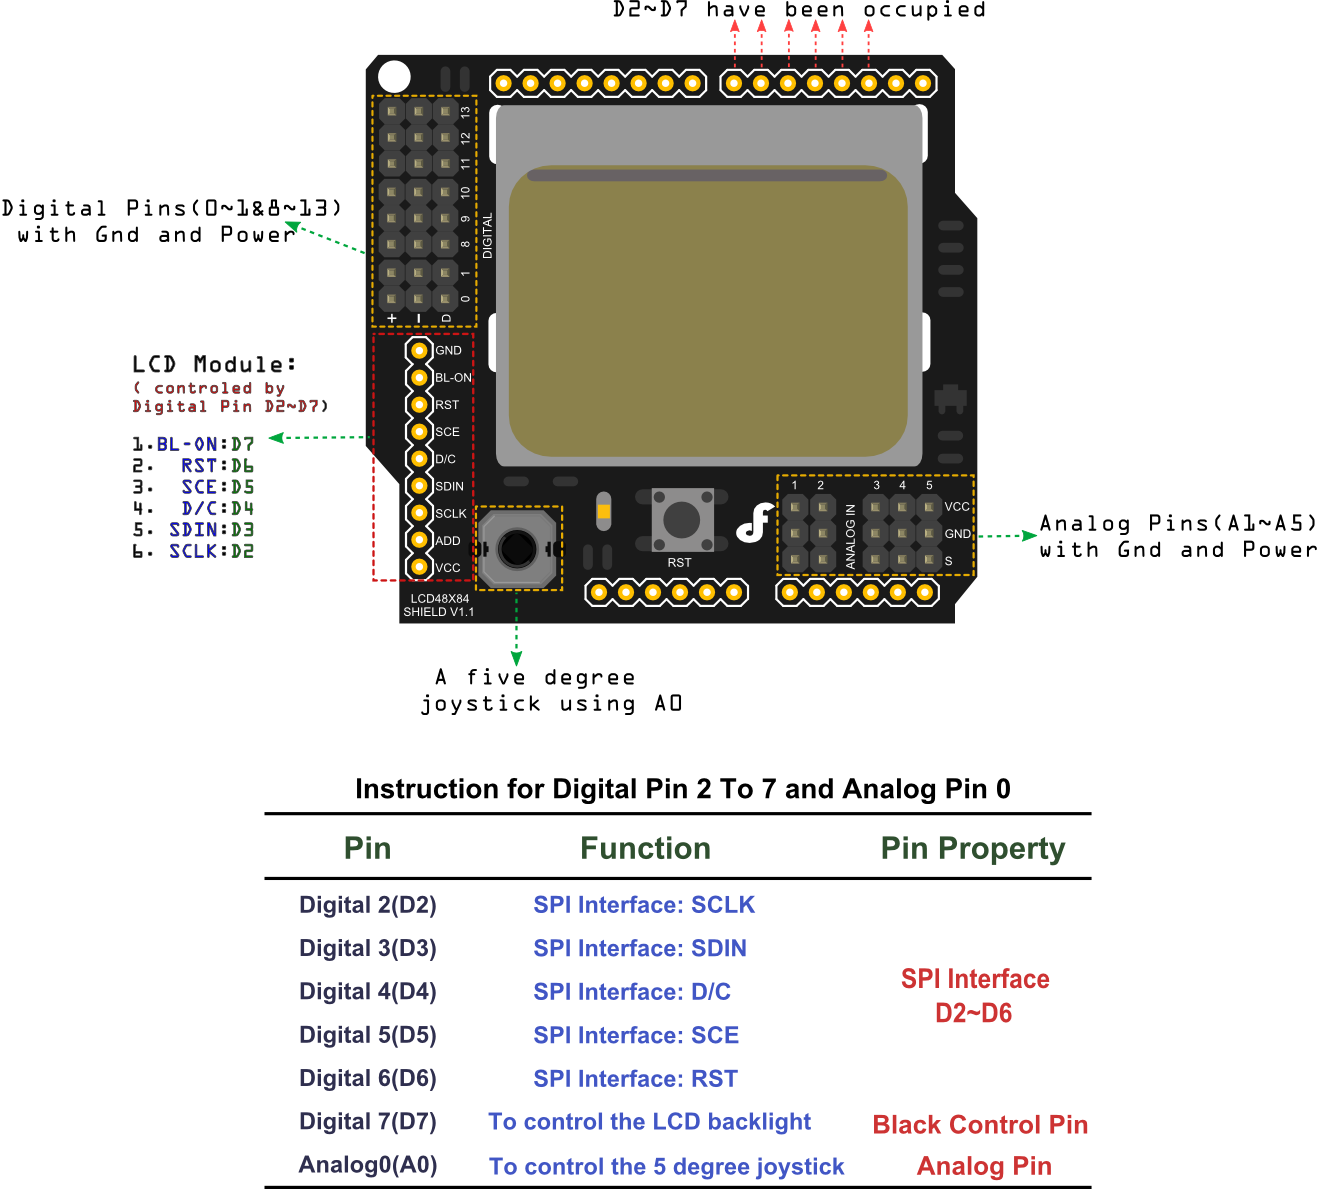 D2~D7 have been occupied
13
12
11
10
9
8
1
0
+ − D
DIGITAL
Digital Pins(0~1&8~13)
with Gnd and Power
LCD Module:
( controled by
Digital Pin D2~D7)
1.BL-ON:D7
2. RST:D6
3. SCE:D5
4. D/C:D4
5. SDIN:D3
6. SCLK:D2
GND
BL-ON
RST
SCE
D/C
SDIN
SCLK
ADD
VCC
LCD48X84
SHIELD V1.1
RST
1 2 3 4 5
ANALOG IN
VCC
GND
S
Analog Pins(A1~A5)
with Gnd and Power
A five degree
joystick using A0
Instruction for Digital Pin 2 To 7 and Analog Pin 0
Pin Function Pin Property
Digital 2(D2) SPI Interface: SCLK
Digital 3(D3) SPI Interface: SDIN
Digital 4(D4) SPI Interface: D/C
SPI Interface
D2~D6
Digital 5(D5) SPI Interface: SCE
Digital 6(D6) SPI Interface: RST
Digital 7(D7) To control the LCD backlight Black Control Pin
Analog0(A0) To control the 5 degree joystick Analog Pin